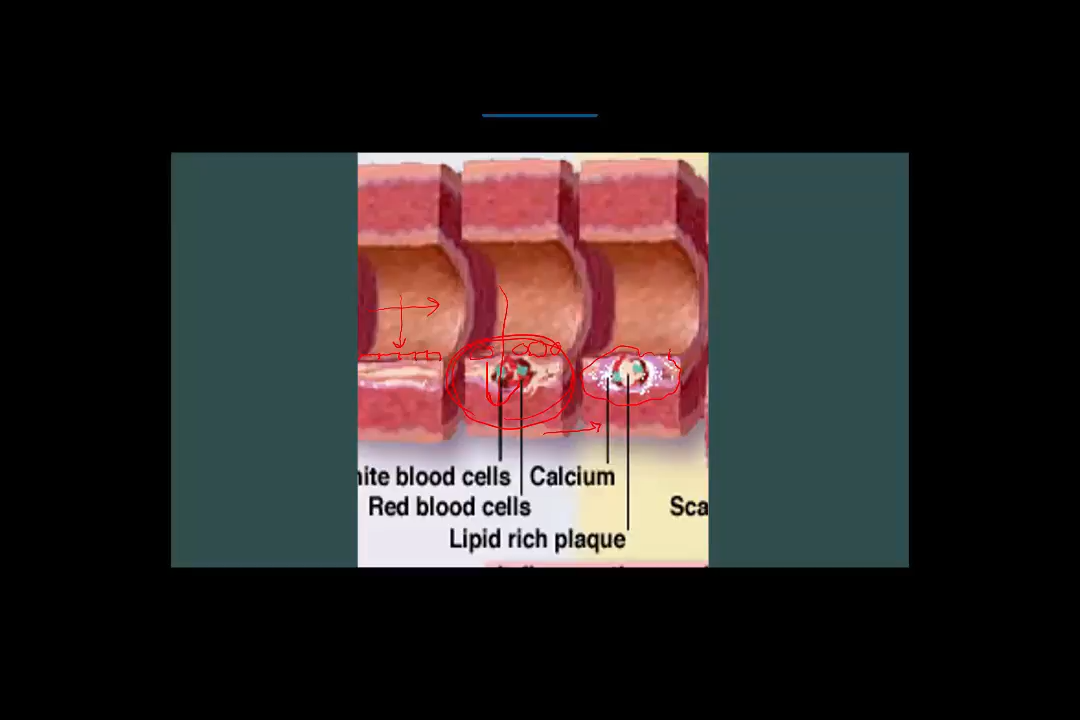 hite blood cells Calcium
Red blood cells Sca
Lipid rich plaque